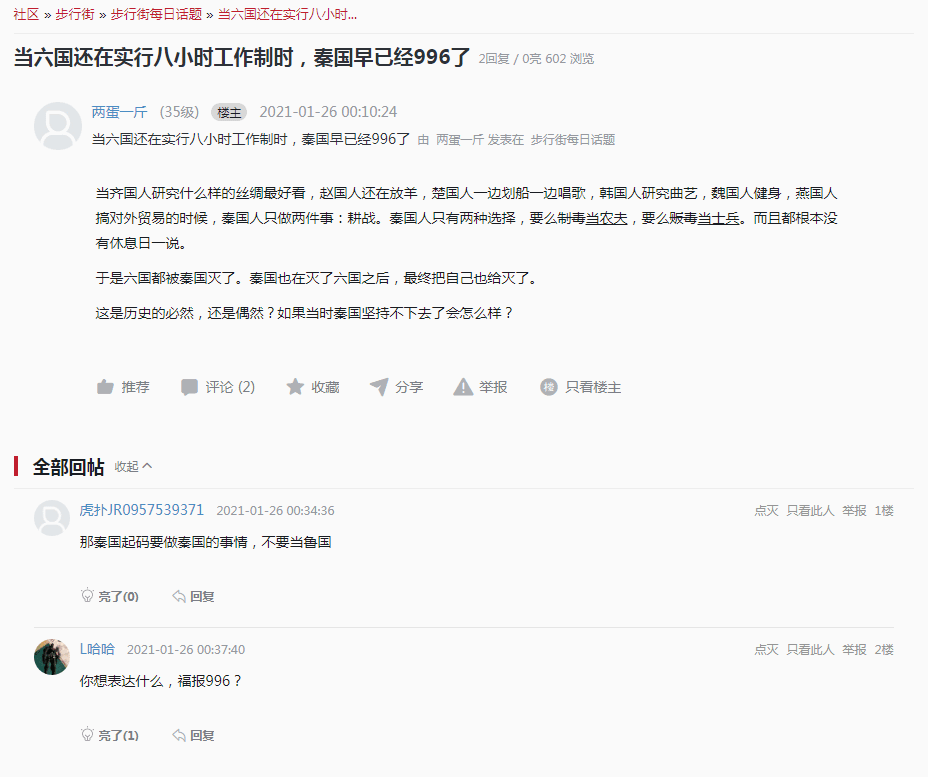 社区 » 步行街 » 步行街每日话题 » 当六国还在实行八小时...
当六国还在实行八小时工作制时，秦国早已经996了 2回复 / 0亮 602 浏览
两蛋一斤 (35级) 楼主 2021-01-26 00:10:24
当六国还在实行八小时工作制时，秦国早已经996了 由 两蛋一斤 发表在 步行街每日话题
当齐国人研究什么样的丝绸最好看，赵国人还在放羊，楚国人一边划船一边唱歌，韩国人研究曲艺，魏国人健身，燕国人
搞对外贸易的时候，秦国人只做两件事：耕战。秦国人只有两种选择，要么制毒当农夫，要么贩毒当士兵。而且都根本没
有休息日一说。
于是六国都被秦国灭了。秦国也在灭了六国之后，最终把自己也给灭了。
这是历史的必然，还是偶然？如果当时秦国坚持不下去了会怎么样？
推荐 评论 (2) 收藏 分享 举报 楼 只看楼主
全部回帖 收起
虎扑JR0957539371 2021-01-26 00:34:36 点灭 只看此人 举报 1楼
那秦国起码要做秦国的事情，不要当鲁国
亮了(0) 回复
L哈哈 2021-01-26 00:37:40 点灭 只看此人 举报 2楼
你想表达什么，福报996？
亮了(1) 回复